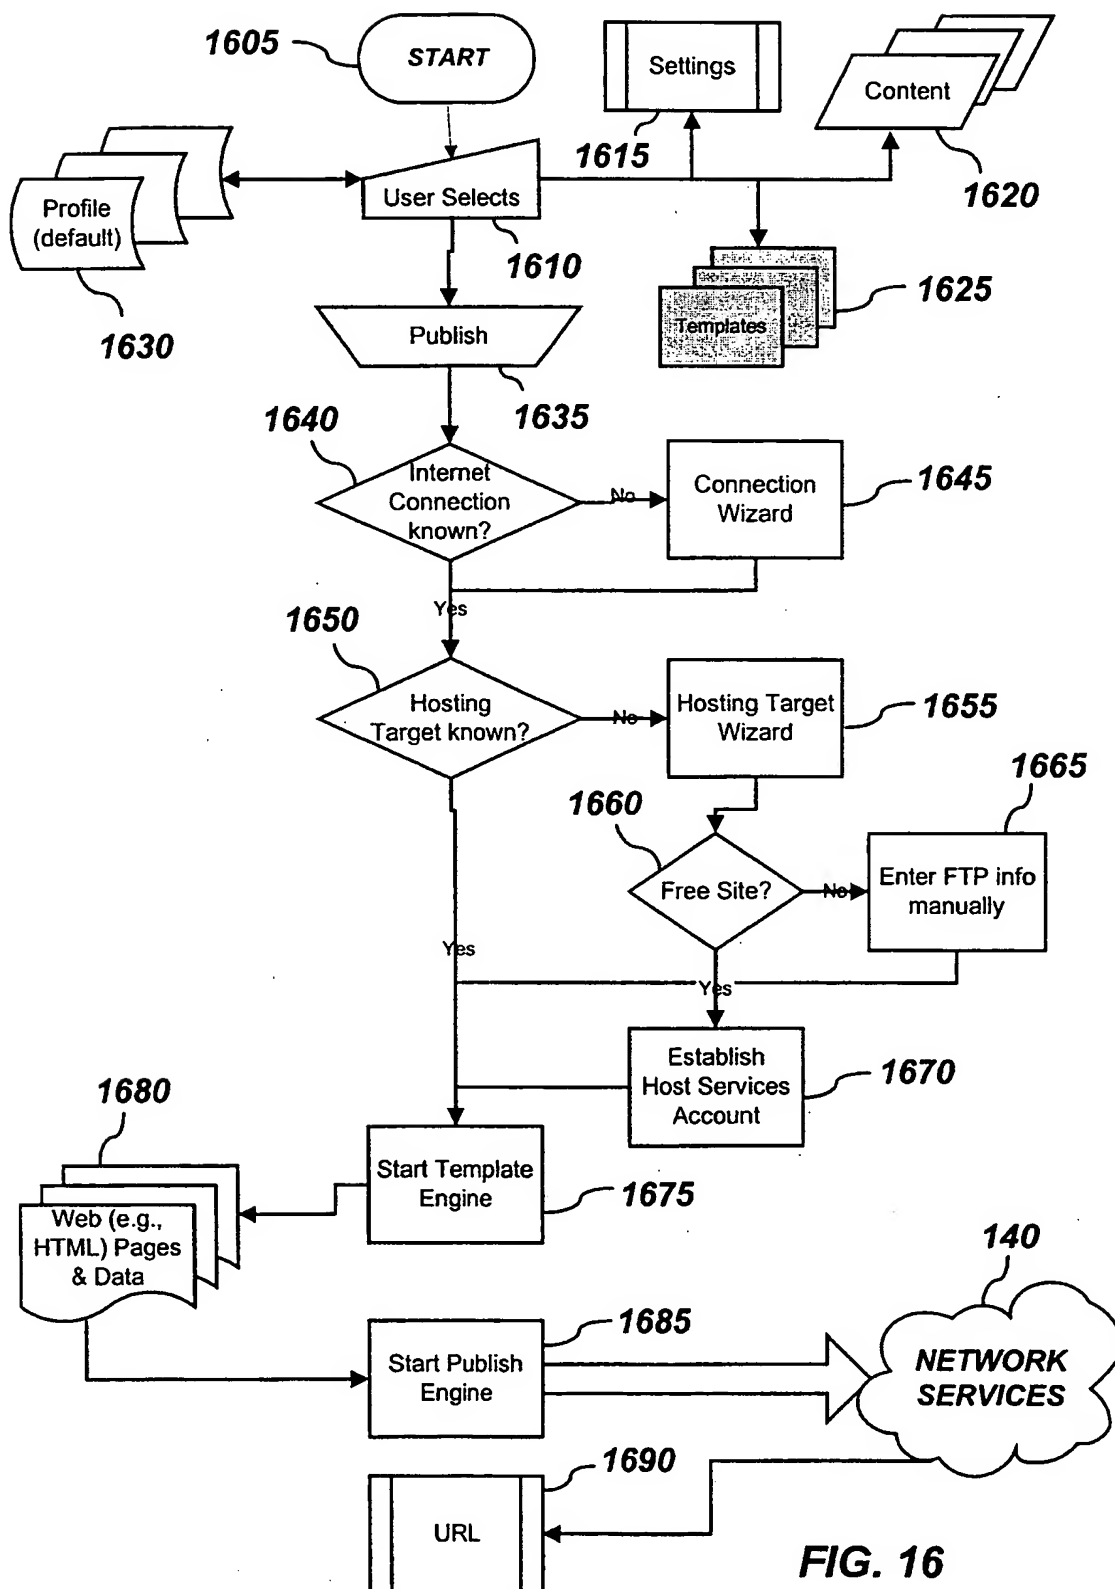 1605
START
Settings
Content
1615
1620
Profile
(default)
User Selects
1610
1630
1625
Templates
Publish
1635
1640
Internet
Connection
known?
No
Connection
Wizard
1645
Yes
1650
Hosting
Target known?
No
Hosting Target
Wizard
1655
1665
1660
Free Site?
No
Enter FTP info
manually
Yes
Yes
Establish
Host Services
Account
1670
1680
Start Template
Engine
1675
Web (e.g.,
HTML) Pages
& Data
140
1685
Start Publish
Engine
NETWORK
SERVICES
1690
URL
FIG. 16